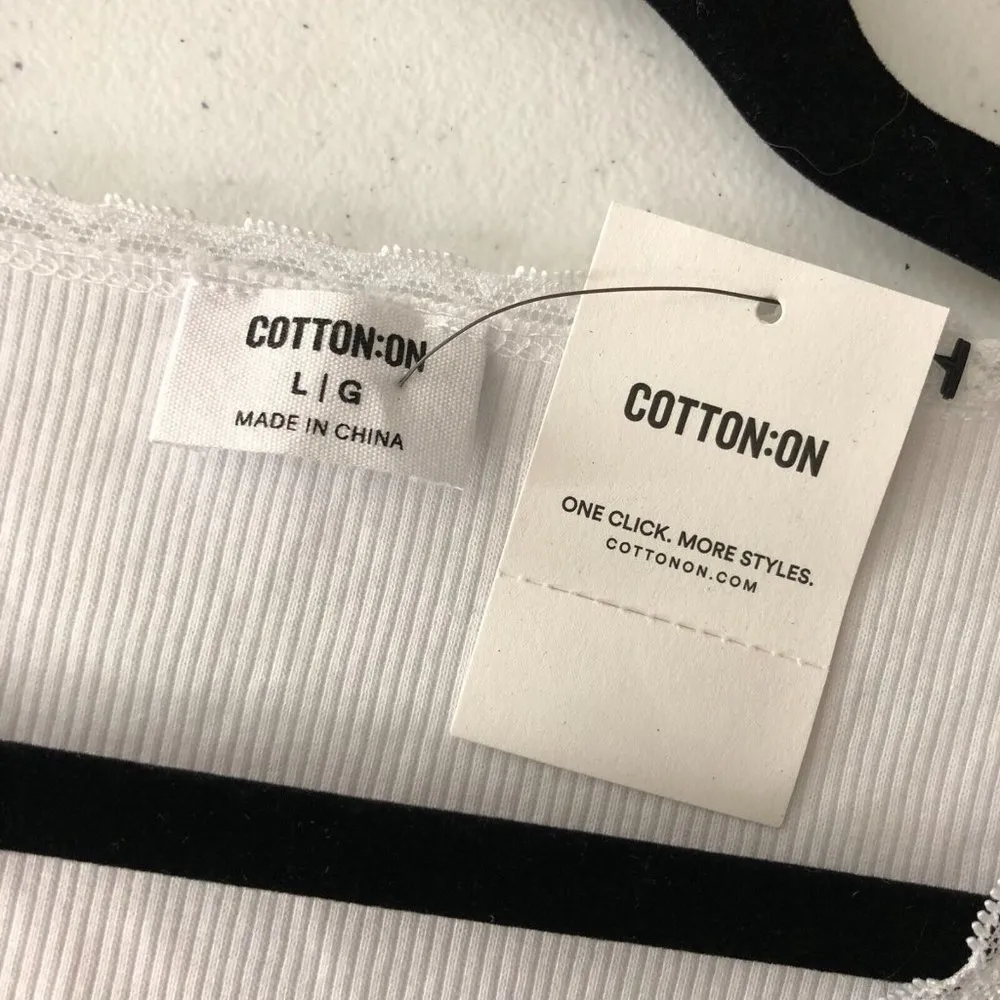 COTTON:ON
L|G
MADE IN CHINA
COTTON:ON
ONE CLICK. MORE STYLES.
COTTONON.COM